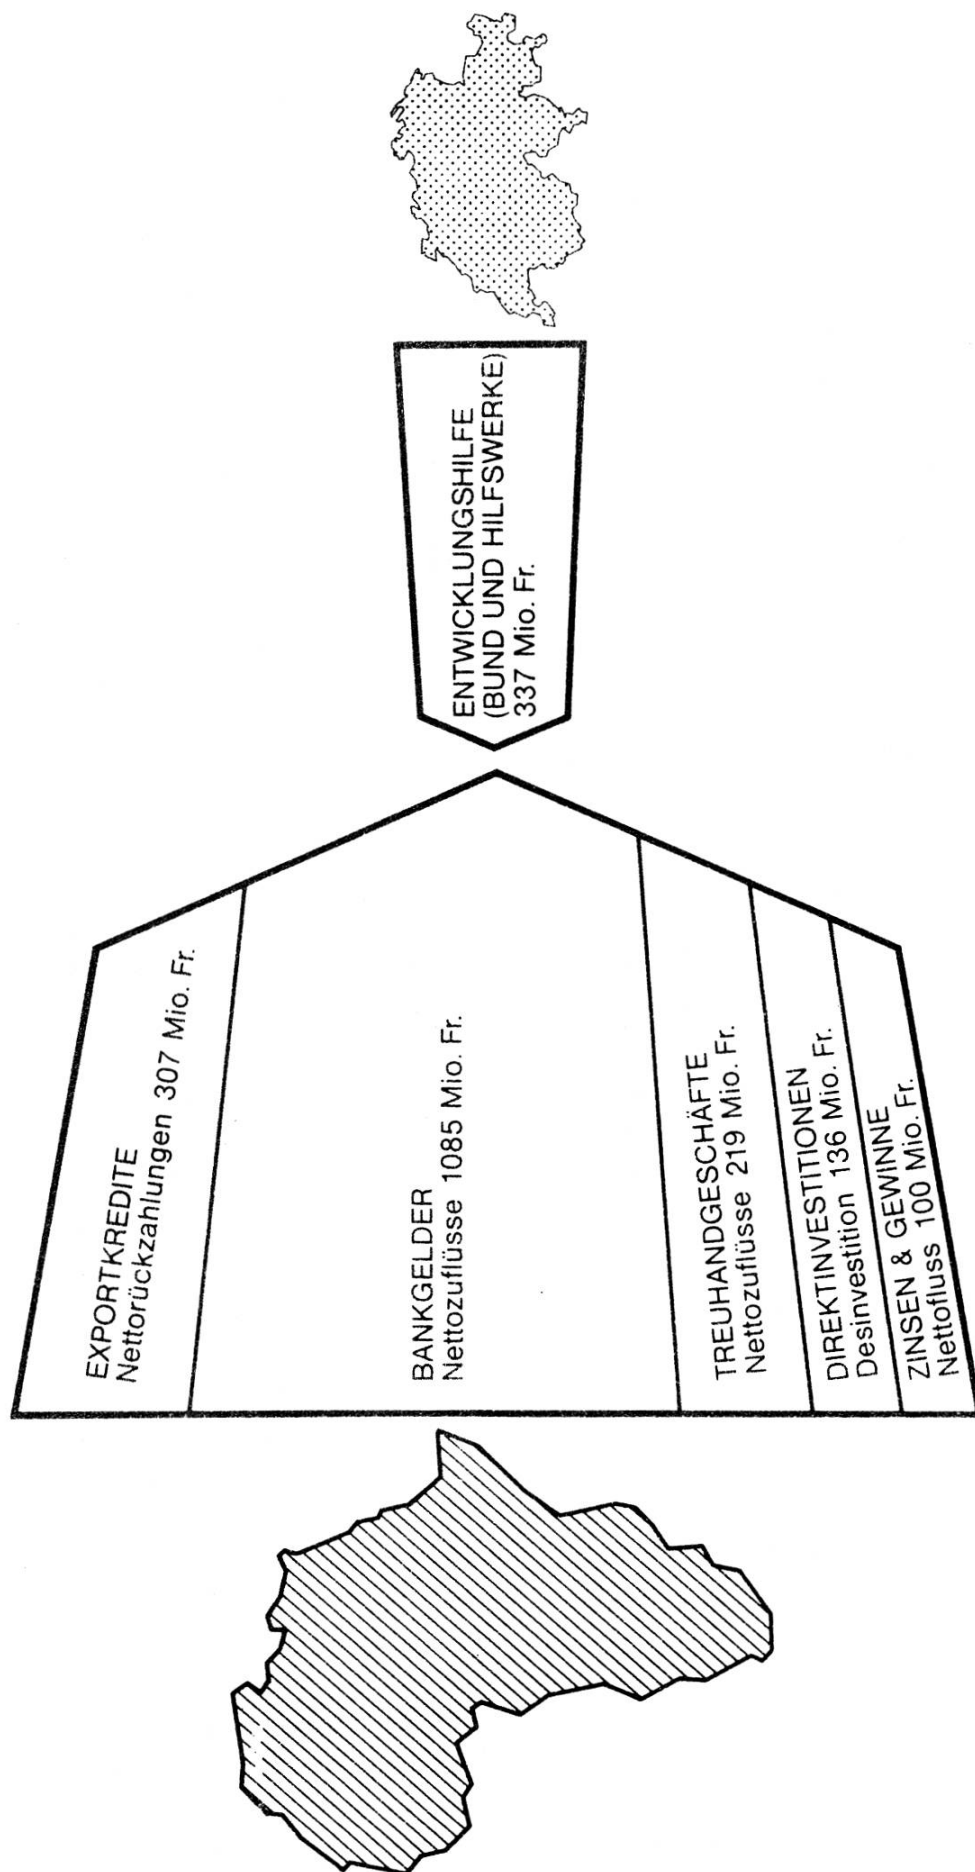 EXPORTKREDITE
Nettorückzahlungen 307 Mio. Fr.
BANKGELDER
Nettozuflüsse 1085 Mio. Fr.
TREUHANDGESCHÄFTE
Nettozuflüsse 219 Mio. Fr.
DIREKTINVESTITIONEN
Desinvestition 136 Mio. Fr.
ZINSEN & GEWINNE
Nettofluss 100 Mio. Fr.
ENTWICKLUNGSHILFE
(BUND UND HILFSWERKE)
337 Mio. Fr.